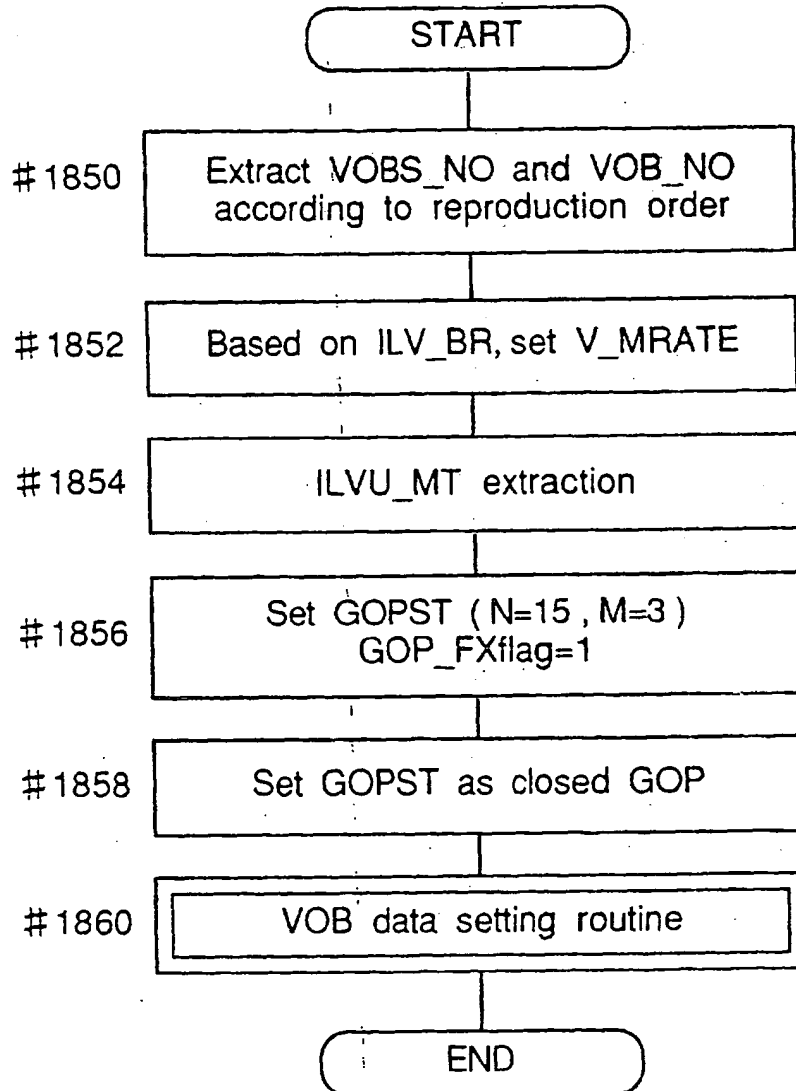 START
#1850
Extract VOBS_NO and VOB_NO
according to reproduction order
#1852
Based on ILV_BR, set V_MRATE
#1854
ILVU_MT extraction
#1856
Set GOPST (N=15, M=3)
GOP_FXflag=1
#1858
Set GOPST as closed GOP
#1860
VOB data setting routine
END